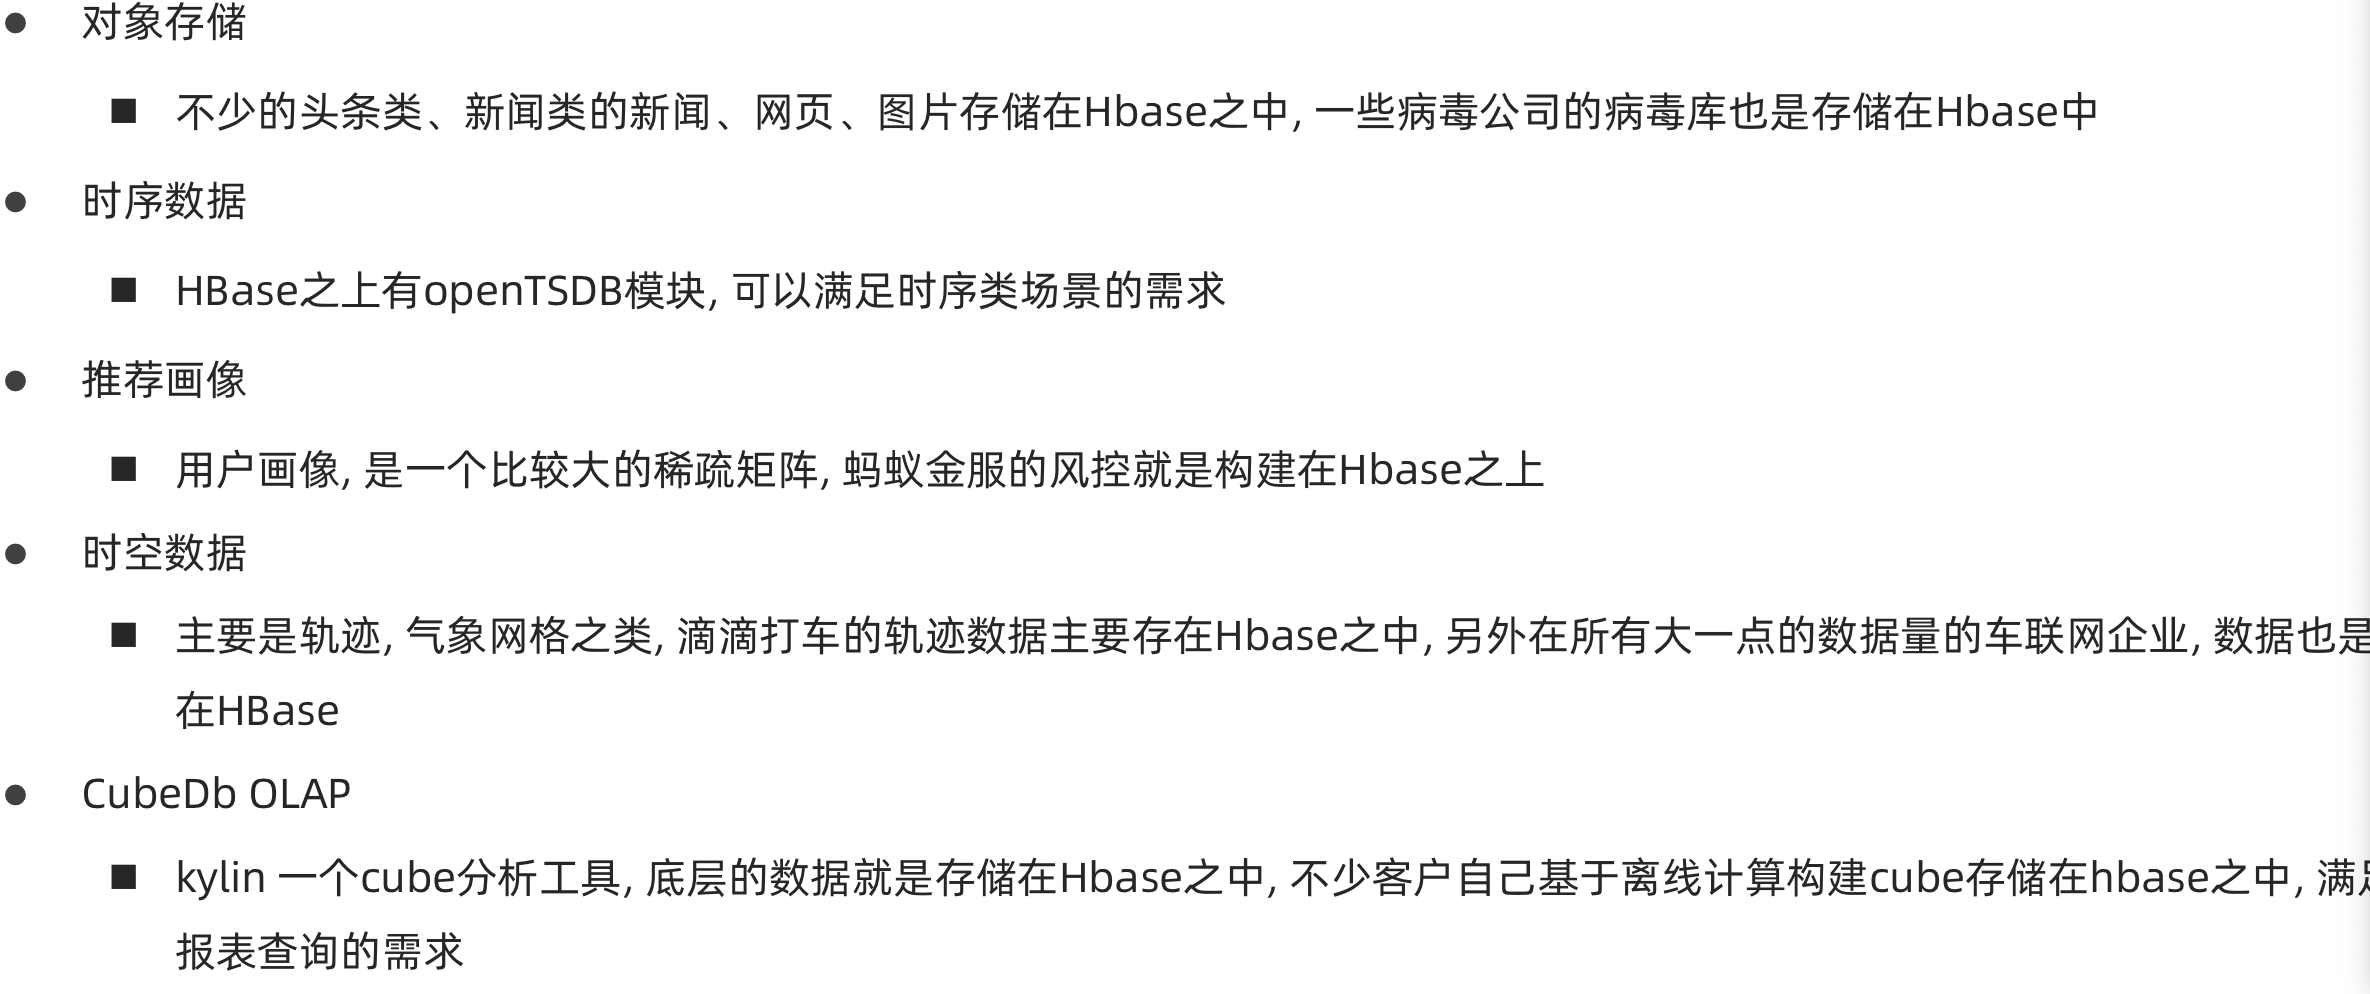 ● 对象存储
■ 不少的头条类、新闻类的新闻、网页、图片存储在Hbase之中, 一些病毒公司的病毒库也是存储在Hbase中
● 时序数据
■ HBase之上有openTSDB模块, 可以满足时序类场景的需求
● 推荐画像
■ 用户画像, 是一个比较大的稀疏矩阵, 蚂蚁金服的风控就是构建在Hbase之上
● 时空数据
■ 主要是轨迹, 气象网格之类, 滴滴打车的轨迹数据主要存在Hbase之中, 另外在所有大一点的数据量的车联网企业, 数据也是
在HBase
● CubeDb OLAP
■ kylin 一个cube分析工具, 底层的数据就是存储在Hbase之中, 不少客户自己基于离线计算构建cube存储在hbase之中, 满足
报表查询的需求